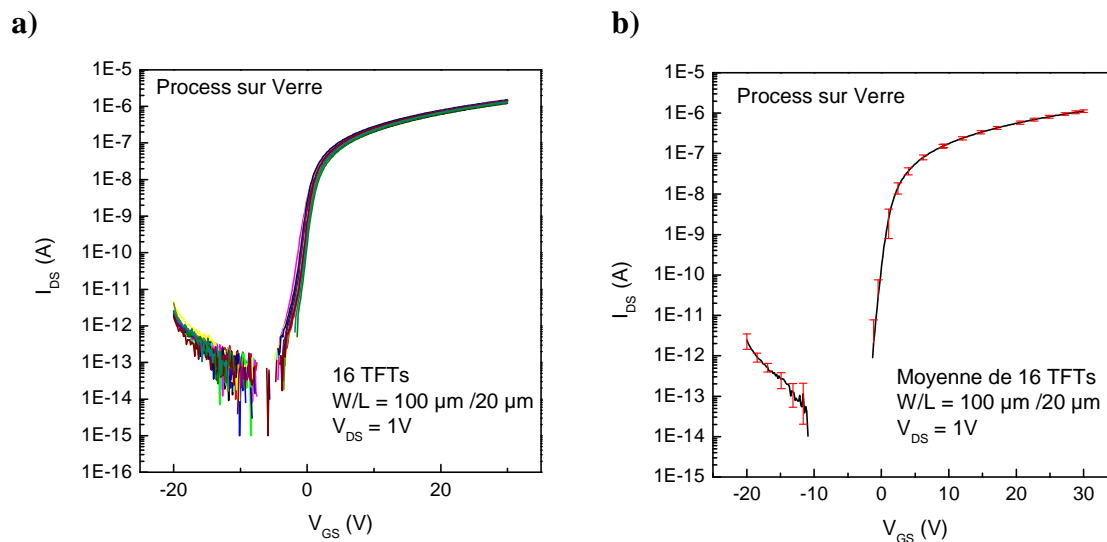 a)
1E-5
1E-6
1E-7
1E-8
1E-9
1E-10
1E-11
1E-12
1E-13
1E-14
1E-15
1E-16
I_DS (A)
Process sur Verre
16 TFTs
W/L = 100 µm /20 µm
V_DS = 1V
-20 0 20
V_GS (V)
b)
1E-5
1E-6
1E-7
1E-8
1E-9
1E-10
1E-11
1E-12
1E-13
1E-14
1E-15
I_DS (A)
Process sur Verre
Moyenne de 16 TFTs
W/L = 100 µm /20 µm
V_DS = 1V
-20 -10 0 10 20 30
V_GS (V)